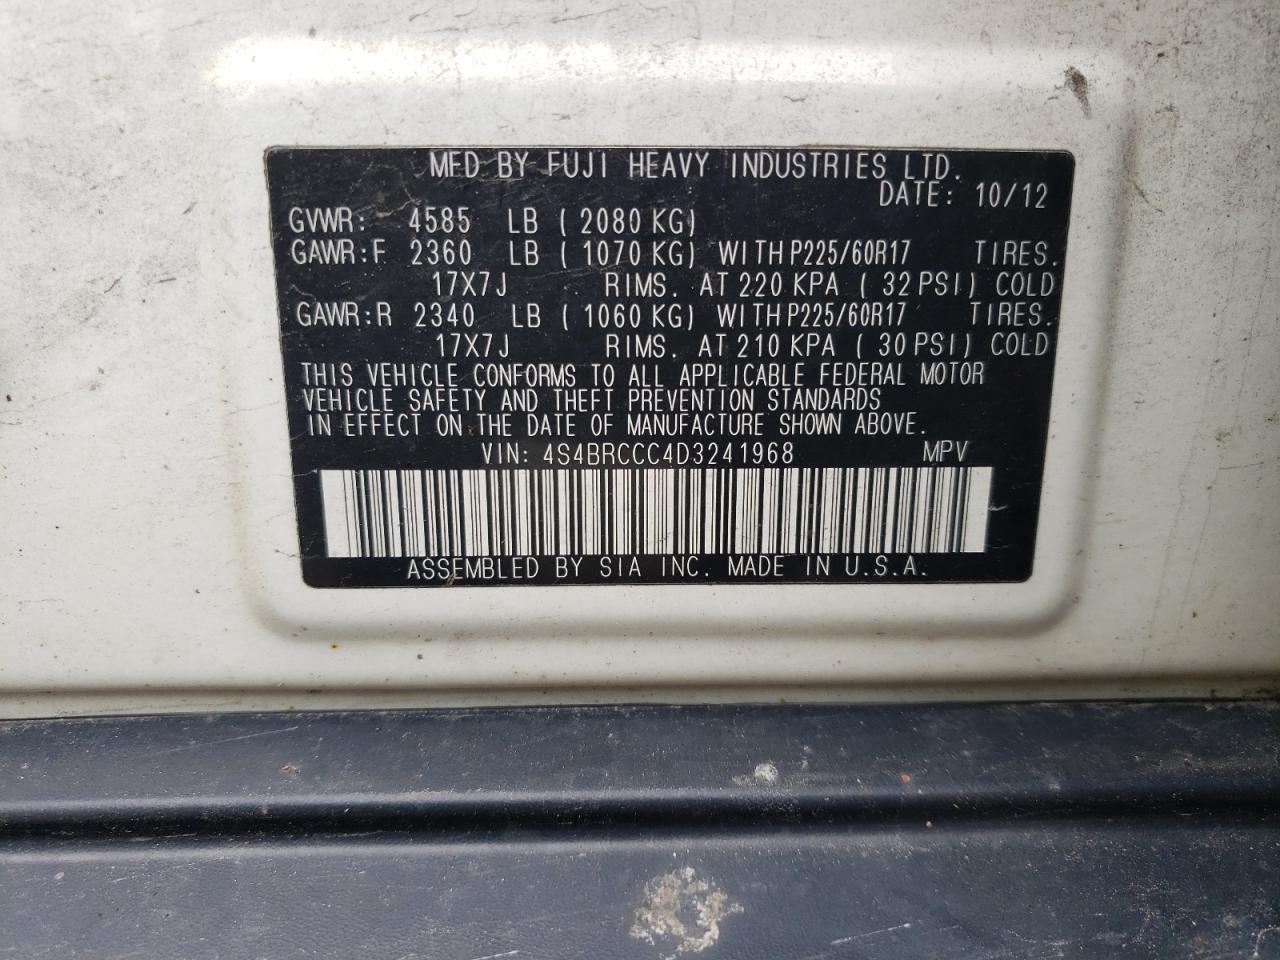 MFD BY FUJI HEAVY INDUSTRIES LTD.
DATE: 10/12
GVWR: 4585 LB (2080 KG)
GAWR:F 2360 LB (1070 KG) WITH P225/60R17 TIRES.
17X7J RIMS. AT 220 KPA (32 PSI) COLD
GAWR:R 2340 LB (1060 KG) WITH P225/60R17 TIRES.
17X7J RIMS. AT 210 KPA (30 PSI) COLD
THIS VEHICLE CONFORMS TO ALL APPLICABLE FEDERAL MOTOR
VEHICLE SAFETY AND THEFT PREVENTION STANDARDS
IN EFFECT ON THE DATE OF MANUFACTURE SHOWN ABOVE.
VIN: 4S4BRCCC4D3241968 MPV
ASSEMBLED BY SIA INC. MADE IN U.S.A.